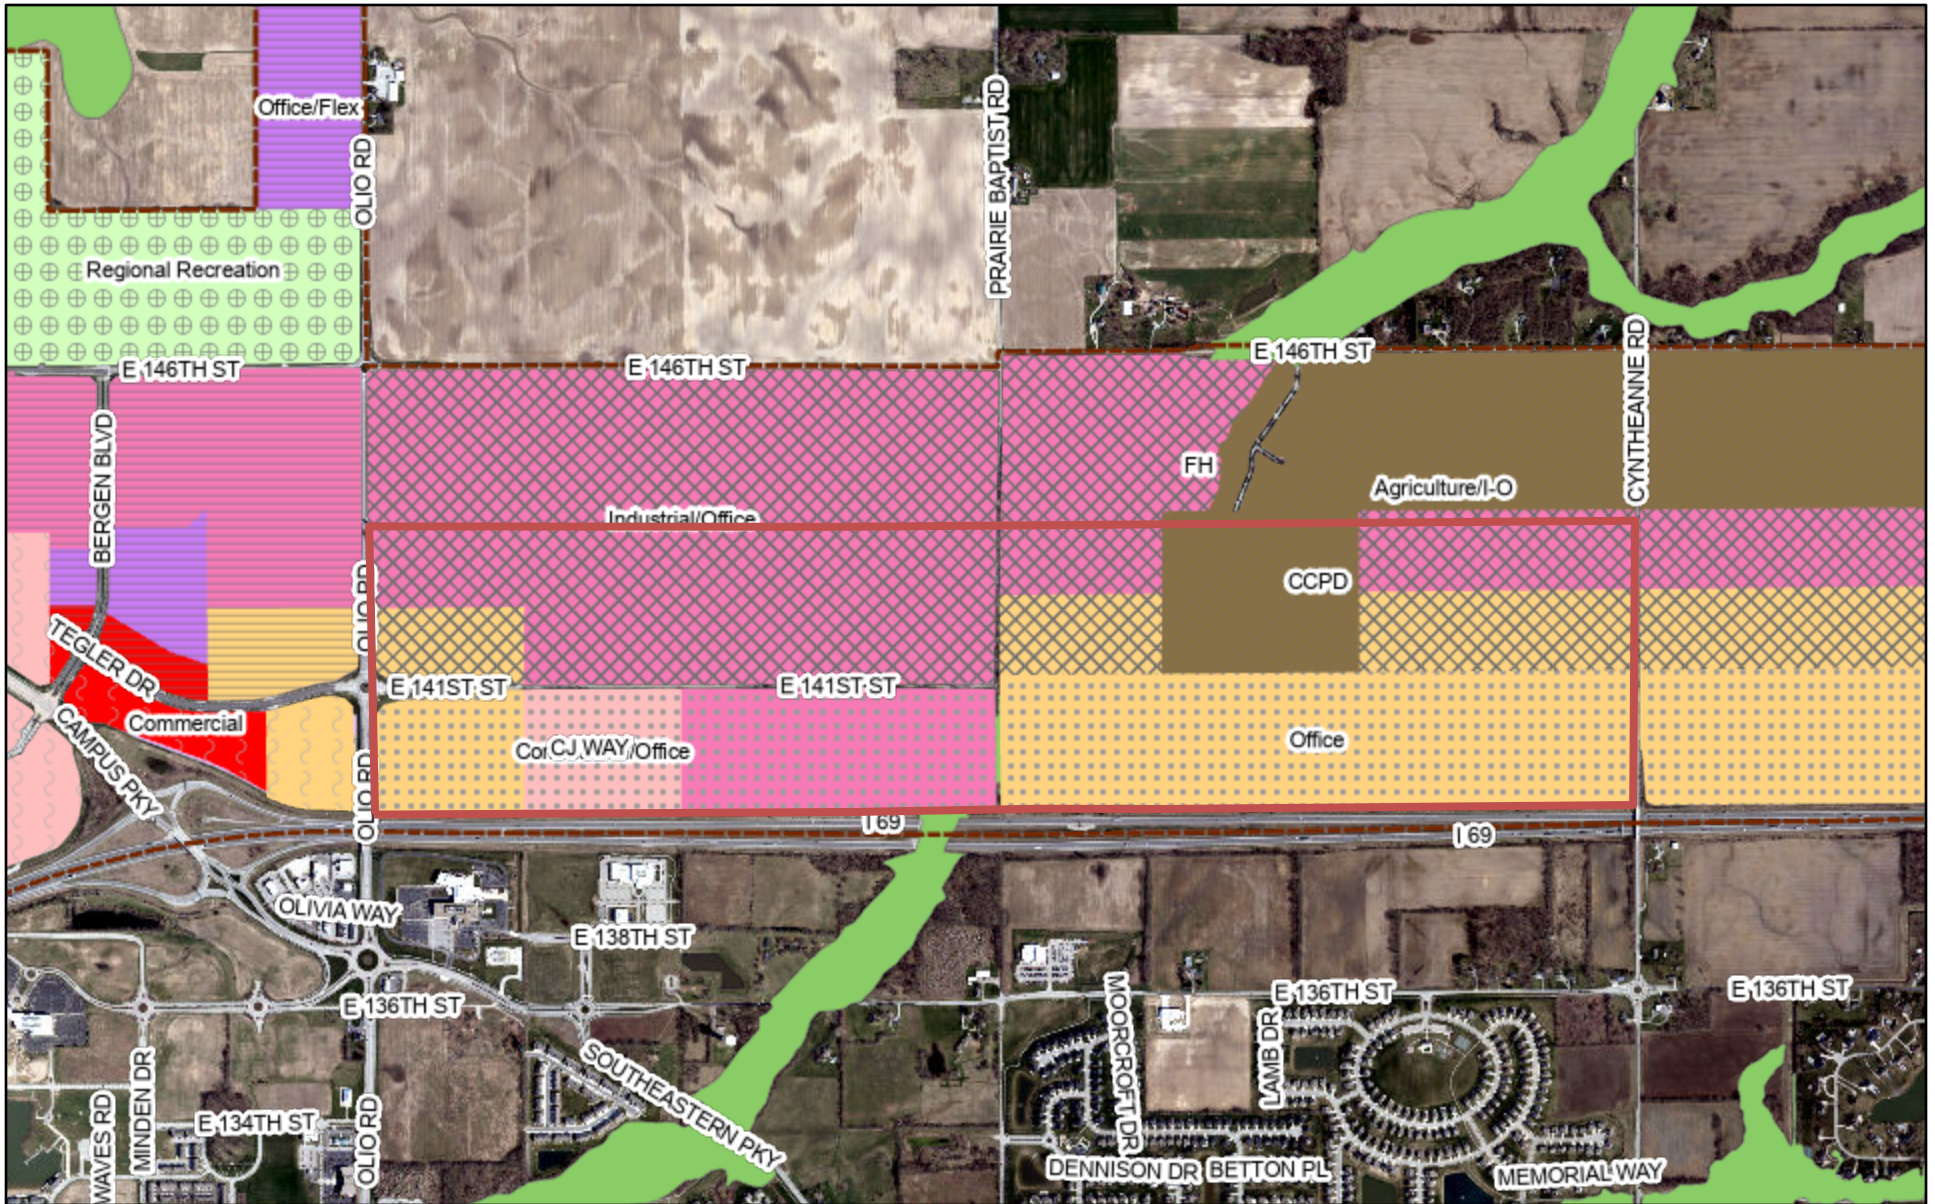 Office/Flex
OLIO RD
PRAIRIE BAPTIST RD
Regional Recreation
E 146TH ST
E 146TH ST
E 146TH ST
CYNTHEANNE RD
BERGEN BLVD
FH
Agriculture/I-O
Industrial/Office
CCPD
OLIO RD
TEGLER DR
E 141ST ST
E 141ST ST
Commercial
CJ WAY
/Office
Office
CAMPUS PKY
OLIO RD
I 69
I 69
OLIVIA WAY
E 138TH ST
E 136TH ST
E 136TH ST
E 136TH ST
MOORCROFT DR
LAMB DR
SOUTHEASTERN PKY
WAVES RD
MINDEN DR
E 134TH ST
OLIO RD
DENNISON DR
BETTON PL
MEMORIAL WAY